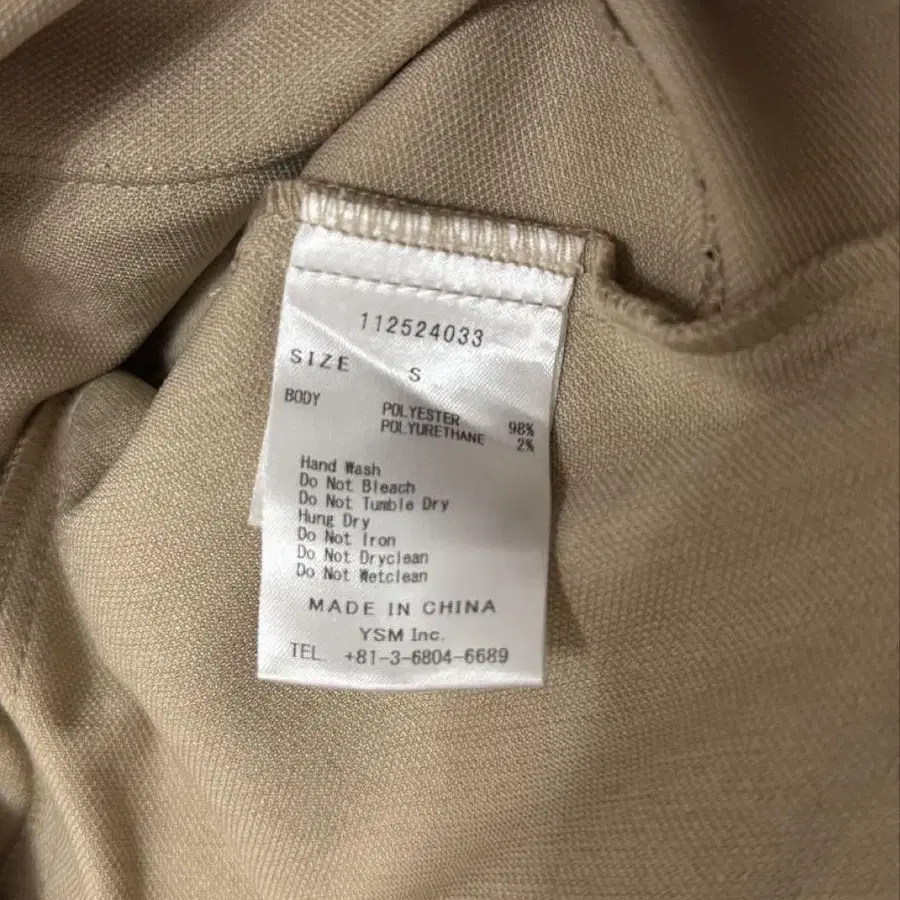 112524033
SIZE S
BODY POLYESTER 98%
POLYURETHANE 2%
Hand Wash
Do Not Bleach
Do Not Tumble Dry
Hung Dry
Do Not Iron
Do Not Dryclean
Do Not Wetclean
MADE IN CHINA
YSM Inc.
TEL +81-3-6804-6689